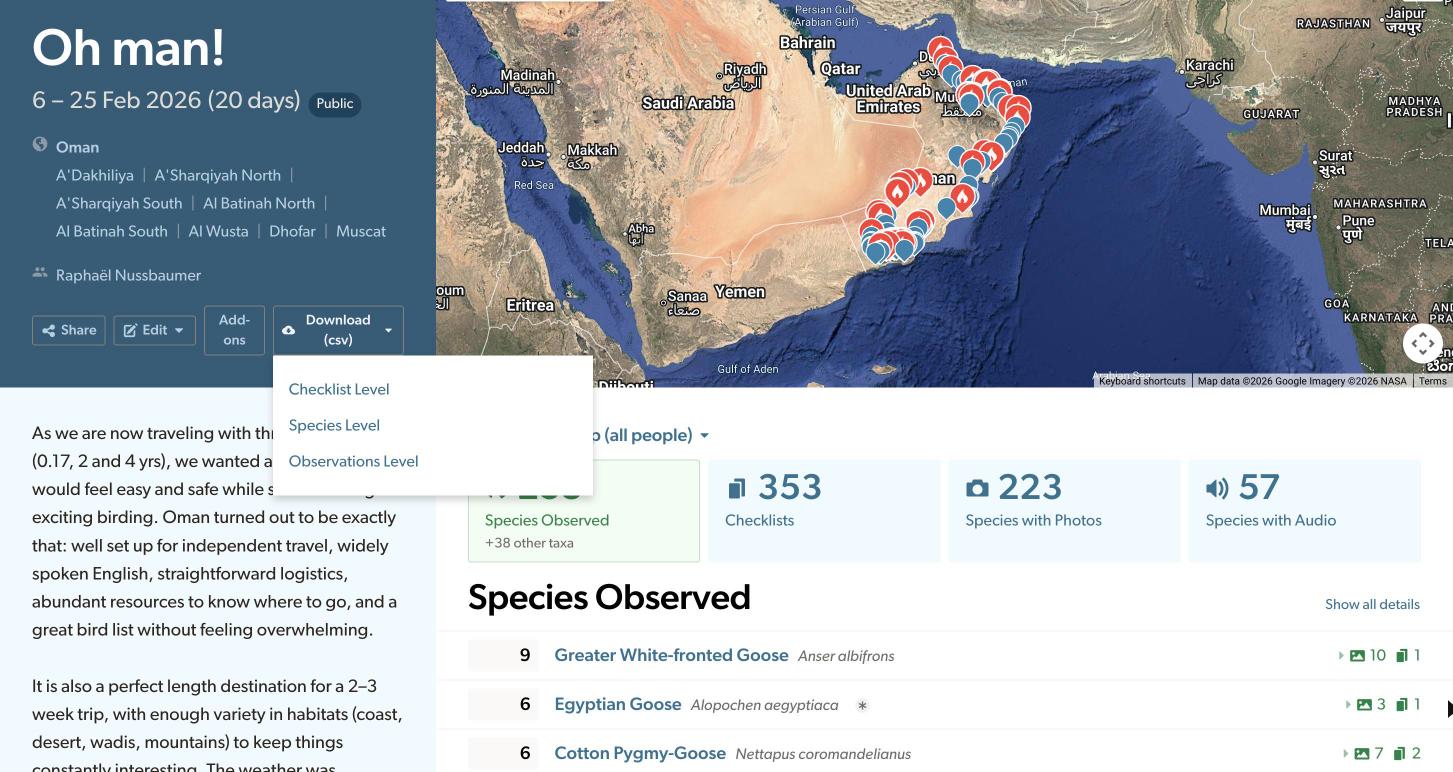 Oh man!
6 – 25 Feb 2026 (20 days) Public
Oman
A'Dakhiliya | A'Sharqiyah North |
A'Sharqiyah South | Al Batinah North |
Al Batinah South | Al Wusta | Dhofar | Muscat
Raphaël Nussbaumer
Share
Edit
Add-
ons
Download
(csv)
Checklist Level
Species Level
Observations Level
As we are now traveling with
(0.17, 2 and 4 yrs), we wanted
would feel easy and safe while
exciting birding. Oman turned out to be exactly
that: well set up for independent travel, widely
spoken English, straightforward logistics,
abundant resources to know where to go, and a
great bird list without feeling overwhelming.
It is also a perfect length destination for a 2–3
week trip, with enough variety in habitats (coast,
desert, wadis, mountains) to keep things
constantly interesting. The weather was
Persian Gulf
(Arabian Gulf)
Bahrain
Qatar
Riyadh
الرياض
Madinah
المدينة المنورة
Saudi Arabia
United Arab
Emirates
Jeddah
جدة
Makkah
مكة
Red Sea
Abha
أبها
Sanaa
صنعاء
Yemen
Eritrea
Djibouti
Gulf of Aden
Arabian Sea
Karachi
کراچی
RAJASTHAN
Jaipur
जयपुर
GUJARAT
MADHYA
PRADESH
Surat
સુરત
MAHARASHTRA
Mumbai
मुंबई
Pune
पुणे
GOA
KARNATAKA
Keyboard shortcuts
Map data ©2026 Google Imagery ©2026 NASA
Terms
(all people)
Species Observed
+38 other taxa
353
Checklists
223
Species with Photos
57
Species with Audio
Species Observed
Show all details
9 Greater White-fronted Goose Anser albifrons 10 1
6 Egyptian Goose Alopochen aegyptiaca * 3 1
6 Cotton Pygmy-Goose Nettapus coromandelianus 7 2